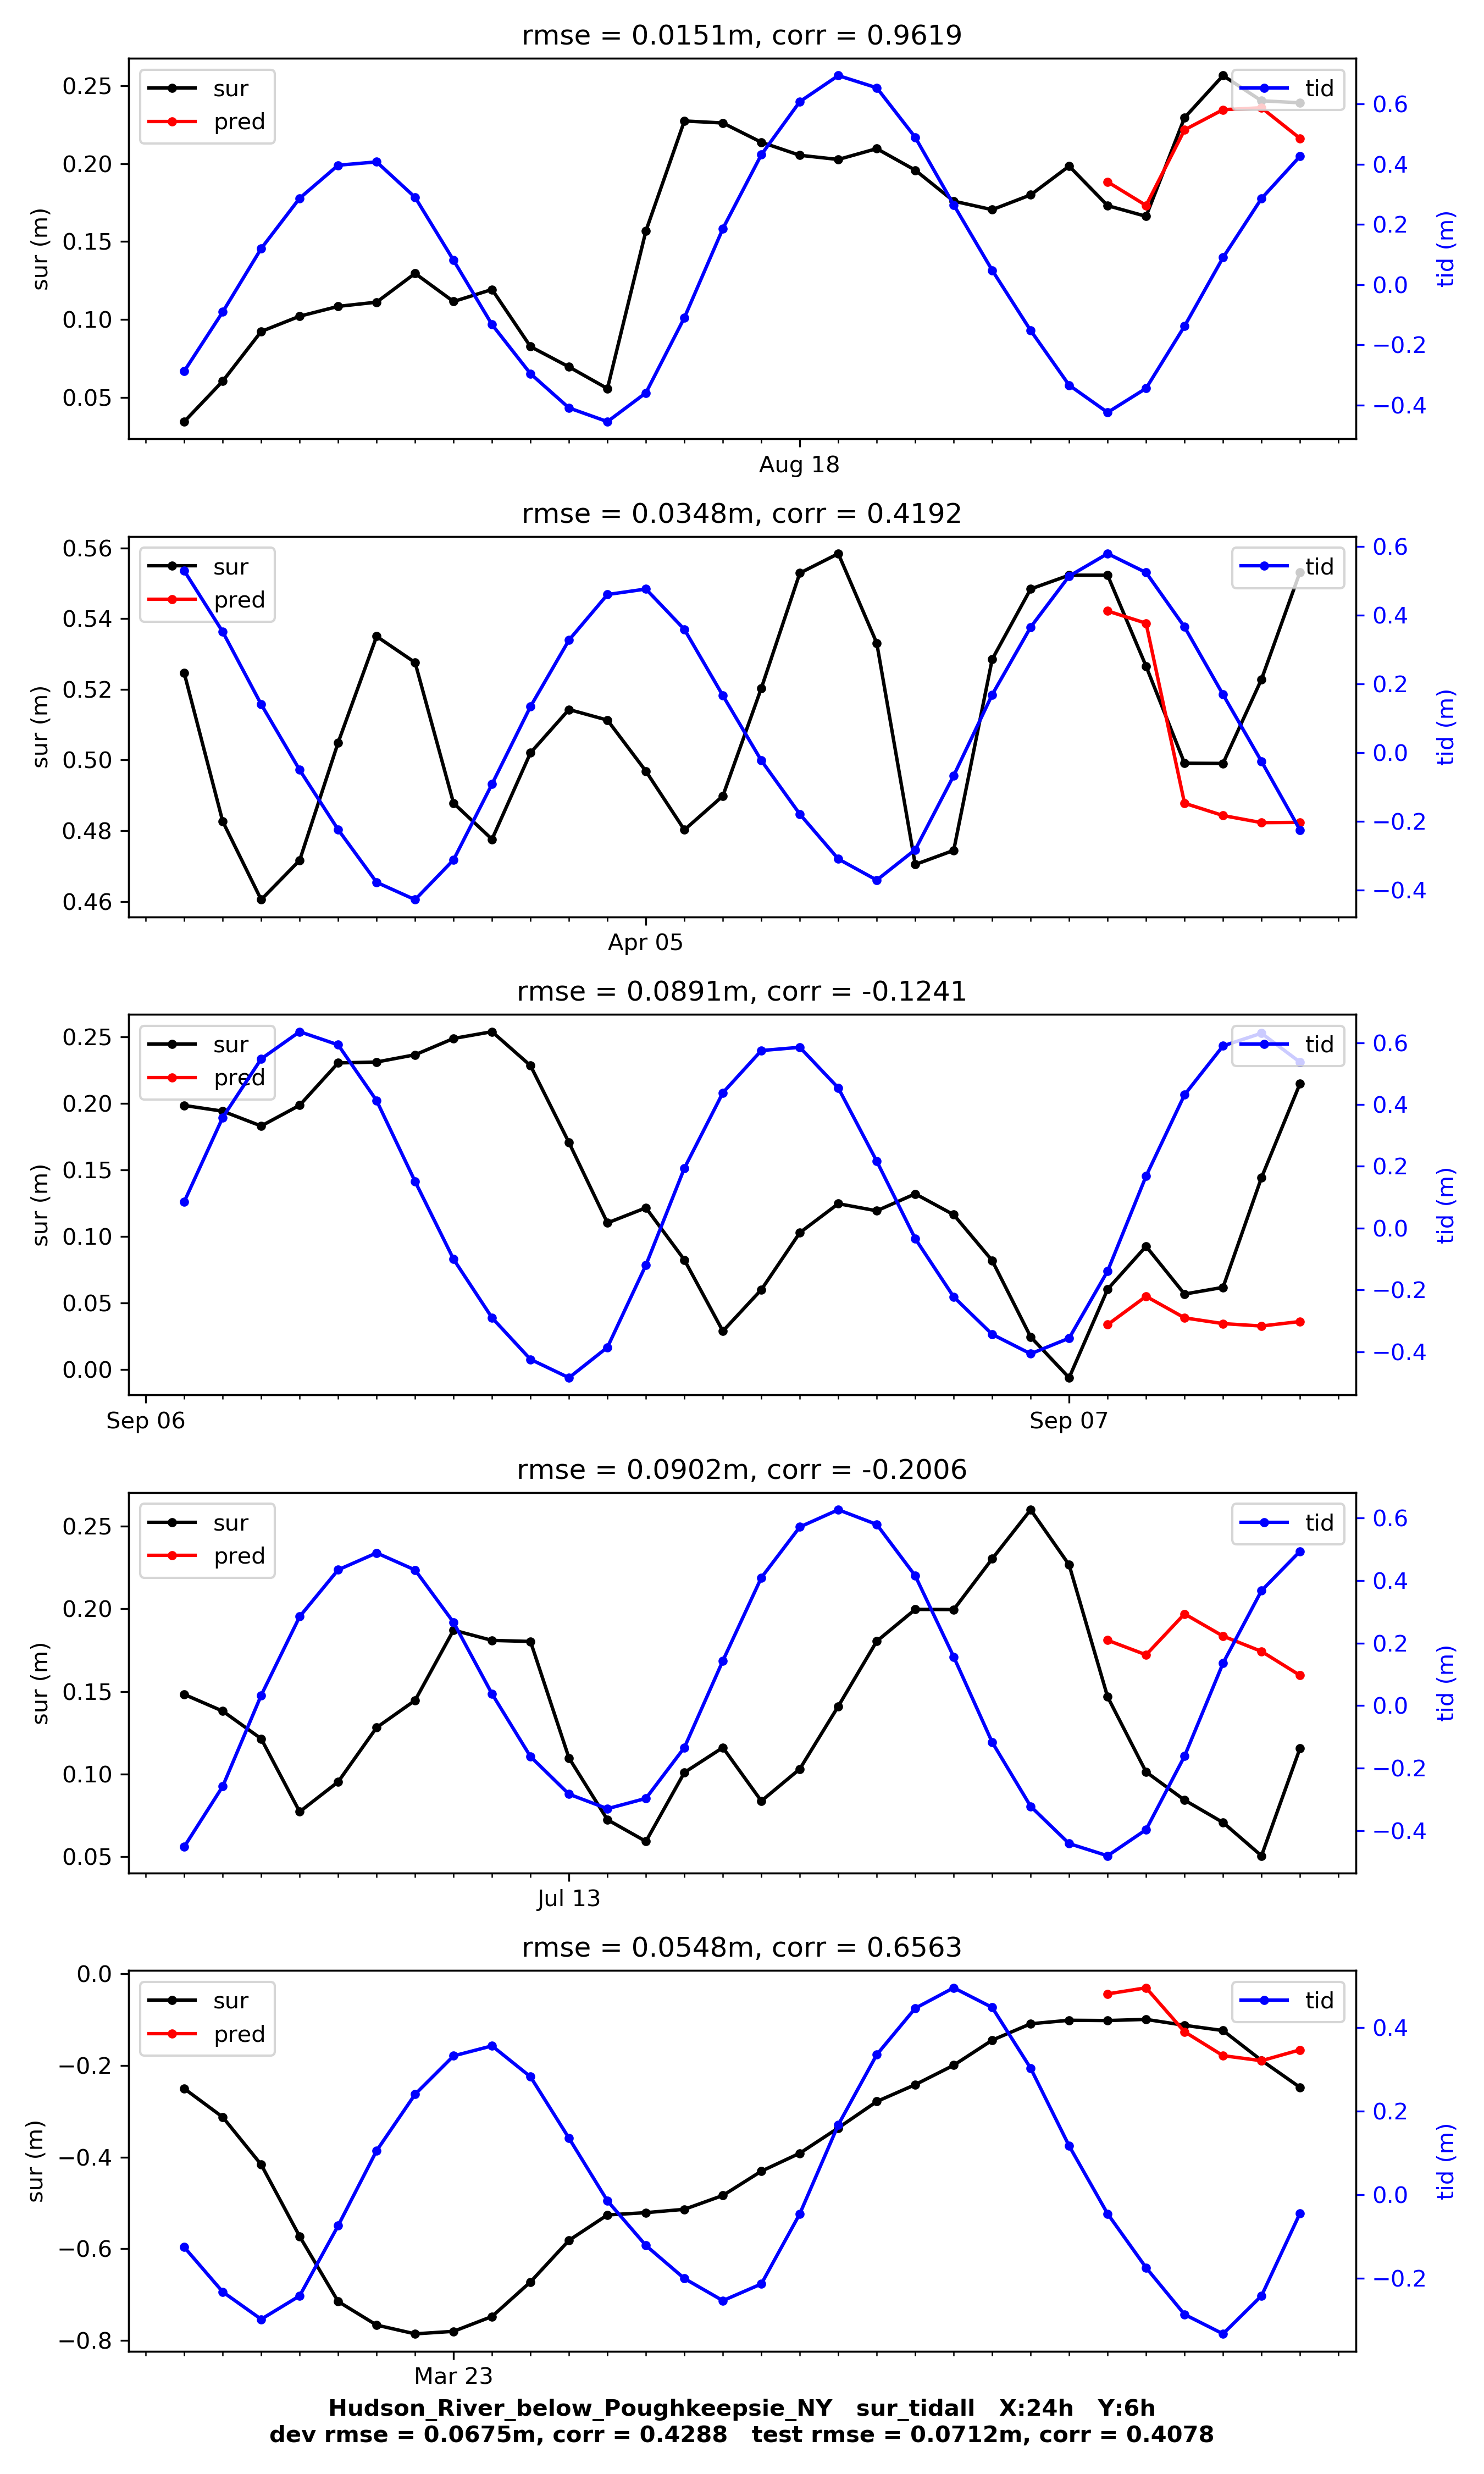 rmse = 0.0151m, corr = 0.9619
sur
pred
tid
0.25
0.20
0.15
0.10
0.05
sur (m)
0.6
0.4
0.2
0.0
−0.2
−0.4
tid (m)
Aug 18
rmse = 0.0348m, corr = 0.4192
sur
pred
tid
0.56
0.54
0.52
0.50
0.48
0.46
sur (m)
0.6
0.4
0.2
0.0
−0.2
−0.4
tid (m)
Apr 05
rmse = 0.0891m, corr = -0.1241
sur
pred
tid
0.25
0.20
0.15
0.10
0.05
0.00
sur (m)
0.6
0.4
0.2
0.0
−0.2
−0.4
tid (m)
Sep 06
Sep 07
rmse = 0.0902m, corr = -0.2006
sur
pred
tid
0.25
0.20
0.15
0.10
0.05
sur (m)
0.6
0.4
0.2
0.0
−0.2
−0.4
tid (m)
Jul 13
rmse = 0.0548m, corr = 0.6563
sur
pred
tid
0.0
−0.2
−0.4
−0.6
−0.8
sur (m)
0.4
0.2
0.0
−0.2
tid (m)
Mar 23
Hudson_River_below_Poughkeepsie_NY sur_tidall X:24h Y:6h
dev rmse = 0.0675m, corr = 0.4288 test rmse = 0.0712m, corr = 0.4078